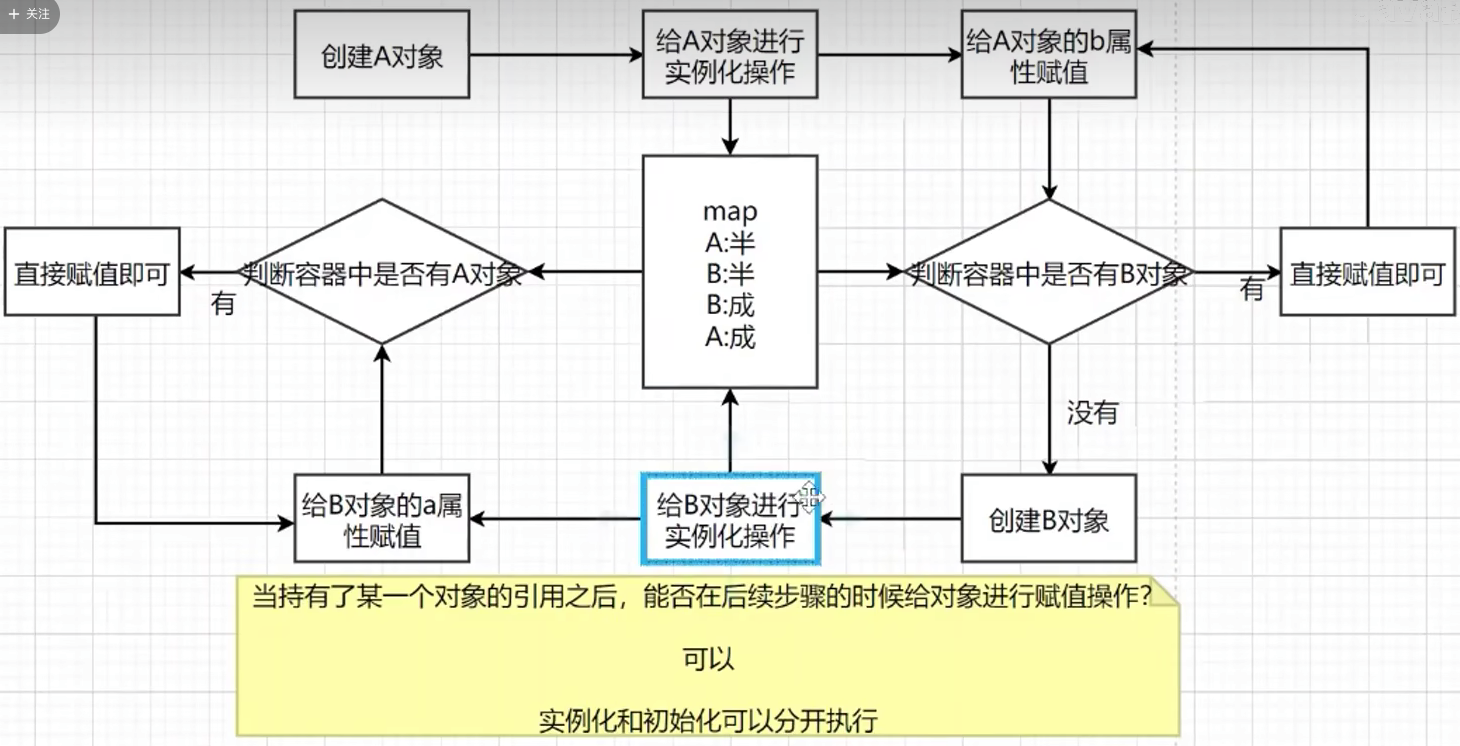 + 关注
创建A对象
给A对象进行
实例化操作
给A对象的b属
性赋值
map
A:半
B:半
B:成
A:成
直接赋值即可
有
判断容器中是否有A对象
判断容器中是否有B对象
有
直接赋值即可
没有
给B对象的a属
性赋值
给B对象进行
实例化操作
创建B对象
当持有了某一个对象的引用之后，能否在后续步骤的时候给对象进行赋值操作？
可以
实例化和初始化可以分开执行